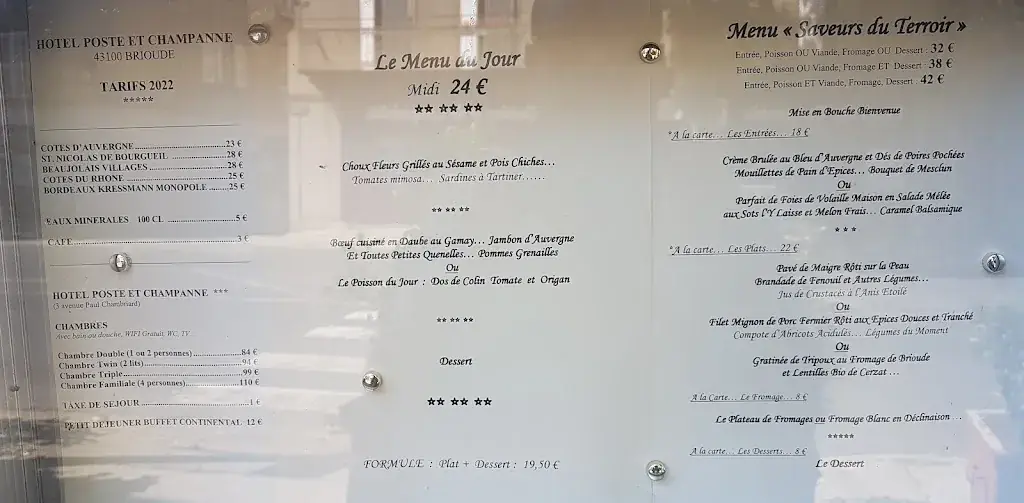 HOTEL POSTE ET CHAMPANNE
43100 BRIOUDE
TARIFS 2022
*****
COTES D'AUVERGNE...............................23 €
ST. NICOLAS DE BOURGUEIL ...................28 €
BEAUJOLAIS VILLAGES.........................28 €
COTES DU RHONE...............................25 €
BORDEAUX KRESSMANN MONOPOLE.......25 €
EAUX MINERALES 100 CL .....................5 €
CAFE...................................................3 €
HOTEL POSTE ET CHAMPANNE ***
(3 avenue Paul Chambriard)
CHAMBRES
Avec bain ou douche, WIFI Gratuit, WC, TV
Chambre Double (1 ou 2 personnes)...............84 €
Chambre Twin (2 lits)..................................94 €
Chambre Triple...........................................99 €
Chambre Familiale (4 personnes)................110 €
TAXE DE SEJOUR.....................................1 €
PETIT DEJEUNER BUFFET CONTINENTAL 12 €
Le Menu du Jour
Midi 24 €
** ** **
Choux Fleurs Grillés au Sésame et Pois Chiches...
Tomates mimosa... Sardines à Tartiner......
** ** **
Bœuf cuisiné en Daube au Gamay... Jambon d'Auvergne
Et Toutes Petites Quenelles... Pommes Grenailles
Ou
Le Poisson du Jour : Dos de Colin Tomate et Origan
** ** **
Dessert
** ** **
FORMULE : Plat + Dessert : 19,50 €
Menu « Saveurs du Terroir »
Entrée, Poisson OU Viande, Fromage OU Dessert : 32 €
Entrée, Poisson OU Viande, Fromage ET Dessert : 38 €
Entrée, Poisson ET Viande, Fromage, Dessert : 42 €
Mise en Bouche Bienvenue
*A la carte... Les Entrées... 18 €
Crème Brulée au Bleu d'Auvergne et Dés de Poires Pochées
Mouillettes de Pain d'Epices... Bouquet de Mesclun
Ou
Parfait de Foies de Volaille Maison en Salade Mêlée
aux Sots l'Y Laisse et Melon Frais... Caramel Balsamique
* * *
*A la carte... Les Plats... 22 €
Pavé de Maigre Rôti sur la Peau
Brandade de Fenouil et Autres Légumes...
Jus de Crustacés à l'Anis Etoilé
Ou
Filet Mignon de Porc Fermier Rôti aux Epices Douces et Tranché
Compote d'Abricots Acidulés... Légumes du Moment
Ou
Gratinée de Tripoux au Fromage de Brioude
et Lentilles Bio de Cerzat ...
A la Carte... Le Fromage... 8 €
Le Plateau de Fromages ou Fromage Blanc en Déclinaison ...
*****
A la carte... Les Desserts... 8 €
Le Dessert